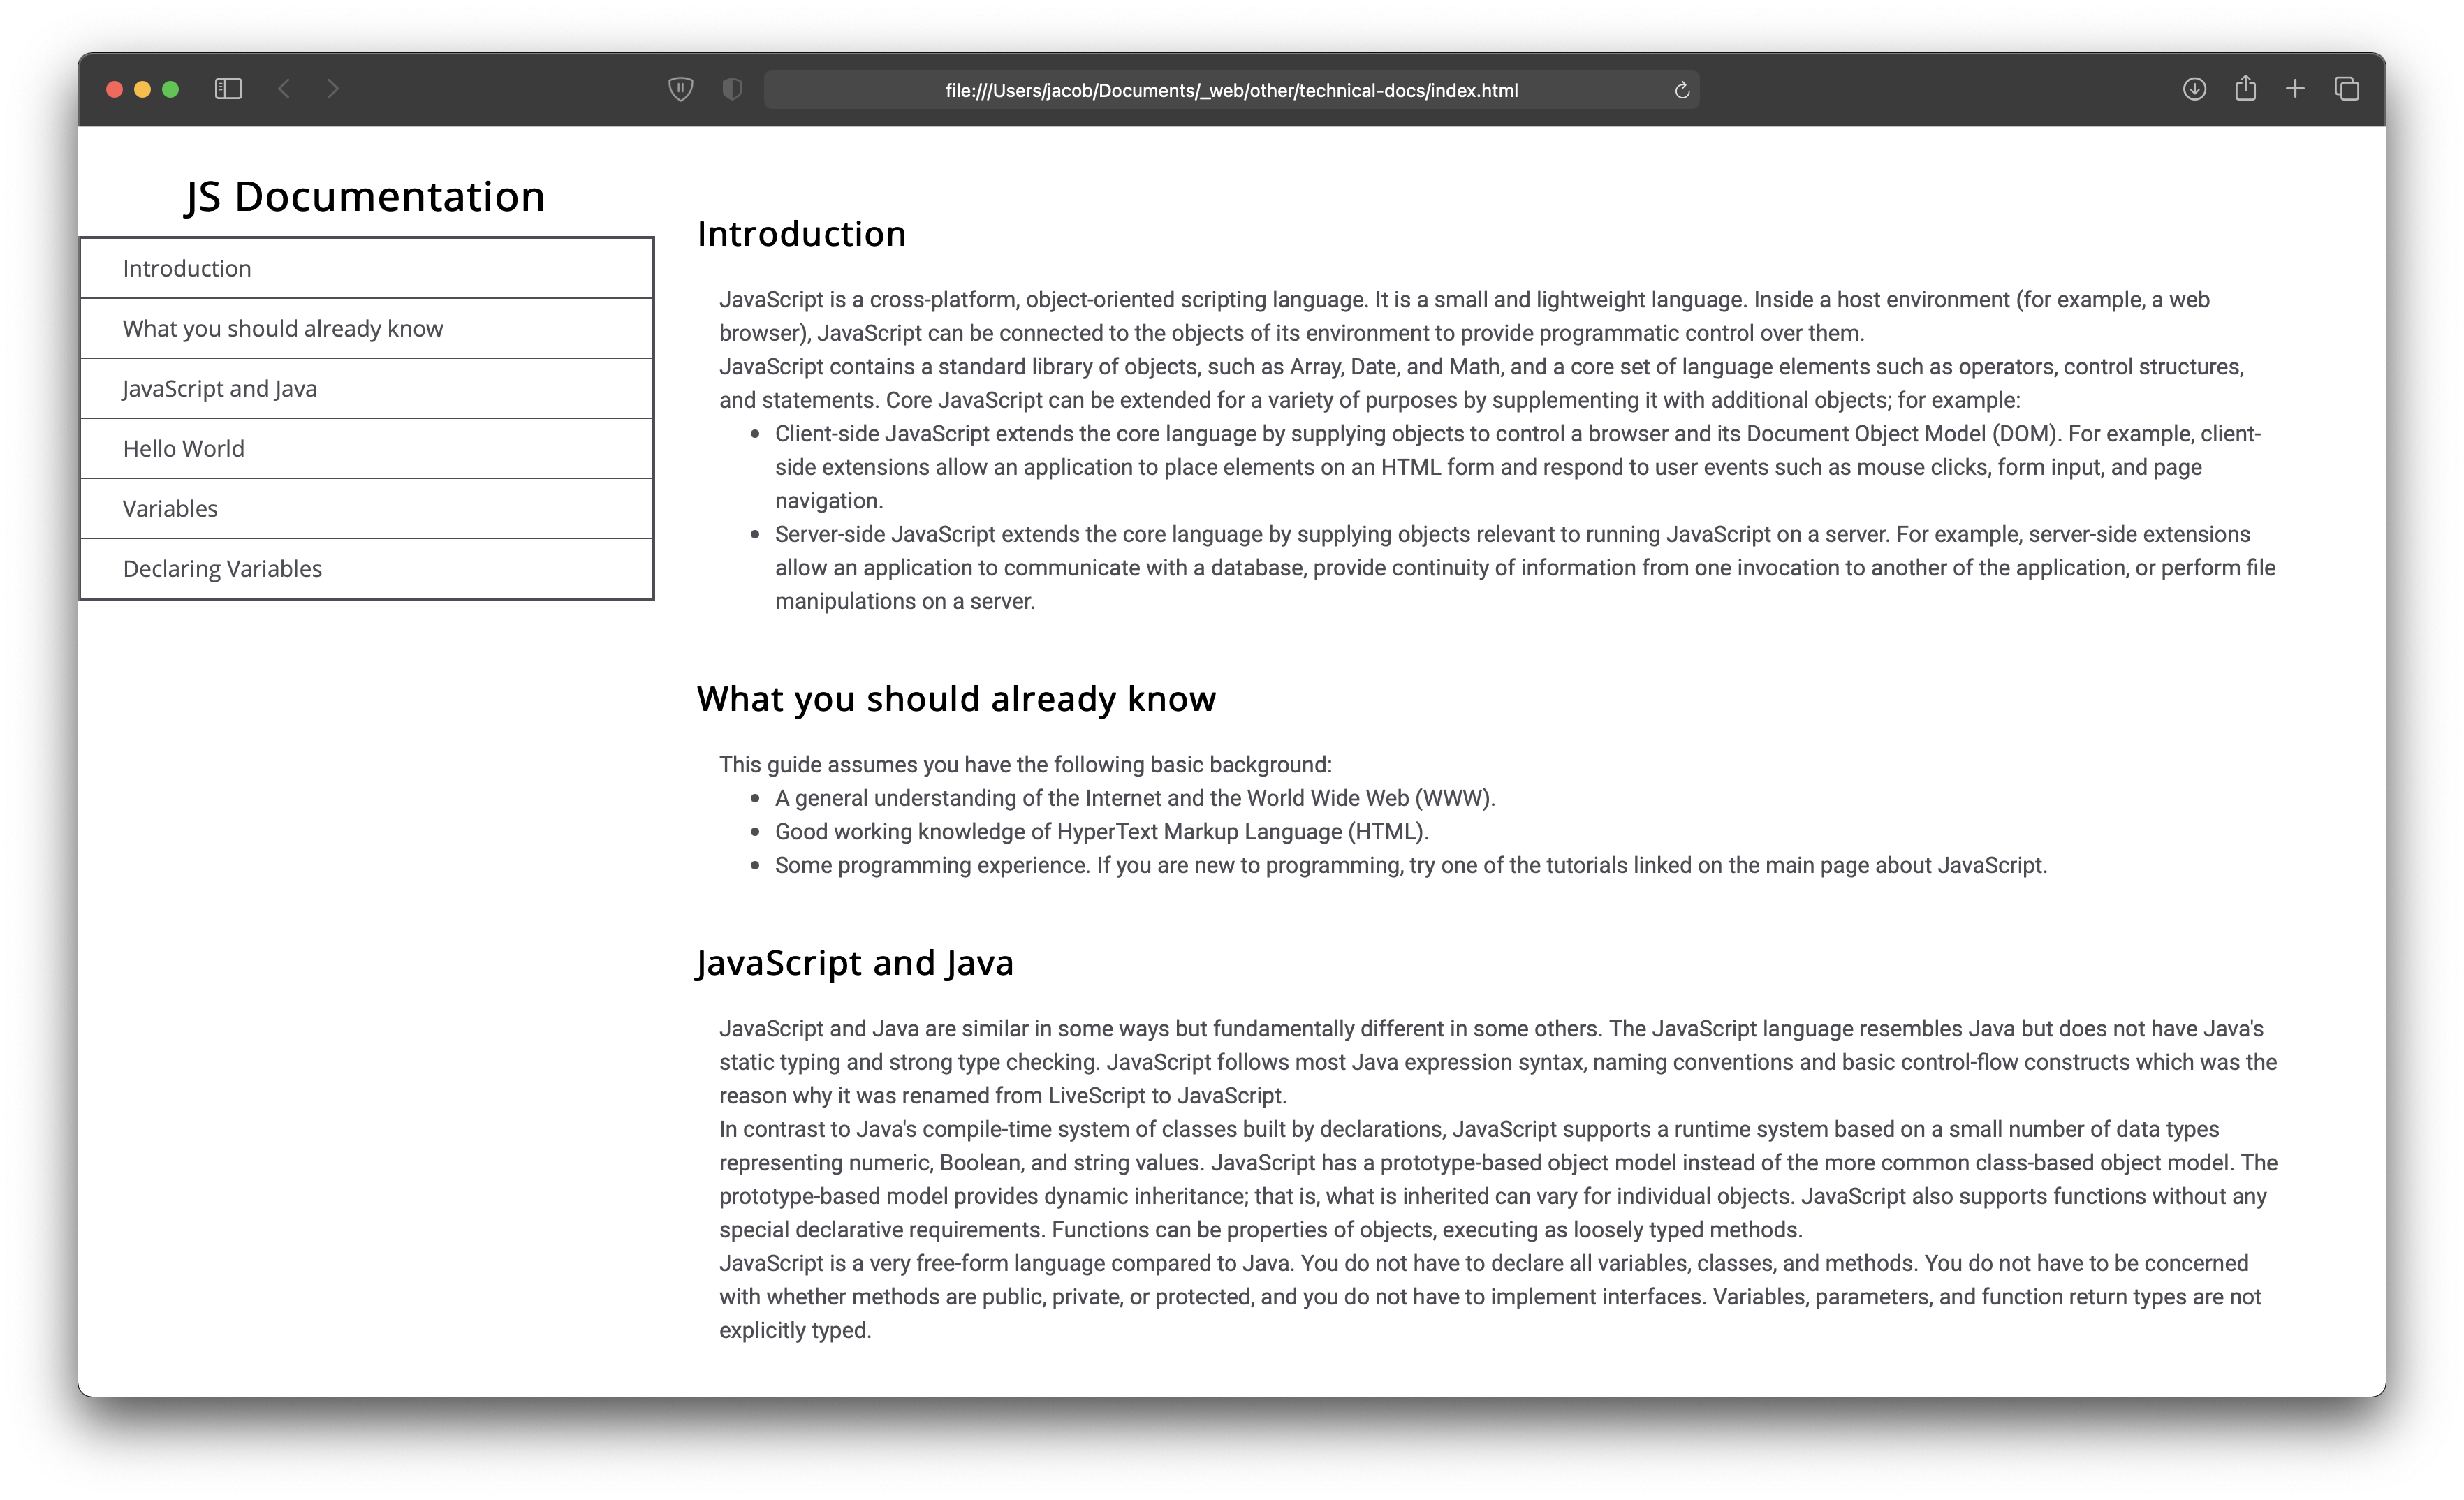 file:///Users/jacob/Documents/_web/other/technical-docs/index.html
JS Documentation
Introduction
What you should already know
JavaScript and Java
Hello World
Variables
Declaring Variables
Introduction
JavaScript is a cross-platform, object-oriented scripting language. It is a small and lightweight language. Inside a host environment (for example, a web
browser), JavaScript can be connected to the objects of its environment to provide programmatic control over them.
JavaScript contains a standard library of objects, such as Array, Date, and Math, and a core set of language elements such as operators, control structures,
and statements. Core JavaScript can be extended for a variety of purposes by supplementing it with additional objects; for example:
• Client-side JavaScript extends the core language by supplying objects to control a browser and its Document Object Model (DOM). For example, client-
side extensions allow an application to place elements on an HTML form and respond to user events such as mouse clicks, form input, and page
navigation.
• Server-side JavaScript extends the core language by supplying objects relevant to running JavaScript on a server. For example, server-side extensions
allow an application to communicate with a database, provide continuity of information from one invocation to another of the application, or perform file
manipulations on a server.
What you should already know
This guide assumes you have the following basic background:
• A general understanding of the Internet and the World Wide Web (WWW).
• Good working knowledge of HyperText Markup Language (HTML).
• Some programming experience. If you are new to programming, try one of the tutorials linked on the main page about JavaScript.
JavaScript and Java
JavaScript and Java are similar in some ways but fundamentally different in some others. The JavaScript language resembles Java but does not have Java's
static typing and strong type checking. JavaScript follows most Java expression syntax, naming conventions and basic control-flow constructs which was the
reason why it was renamed from LiveScript to JavaScript.
In contrast to Java's compile-time system of classes built by declarations, JavaScript supports a runtime system based on a small number of data types
representing numeric, Boolean, and string values. JavaScript has a prototype-based object model instead of the more common class-based object model. The
prototype-based model provides dynamic inheritance; that is, what is inherited can vary for individual objects. JavaScript also supports functions without any
special declarative requirements. Functions can be properties of objects, executing as loosely typed methods.
JavaScript is a very free-form language compared to Java. You do not have to declare all variables, classes, and methods. You do not have to be concerned
with whether methods are public, private, or protected, and you do not have to implement interfaces. Variables, parameters, and function return types are not
explicitly typed.